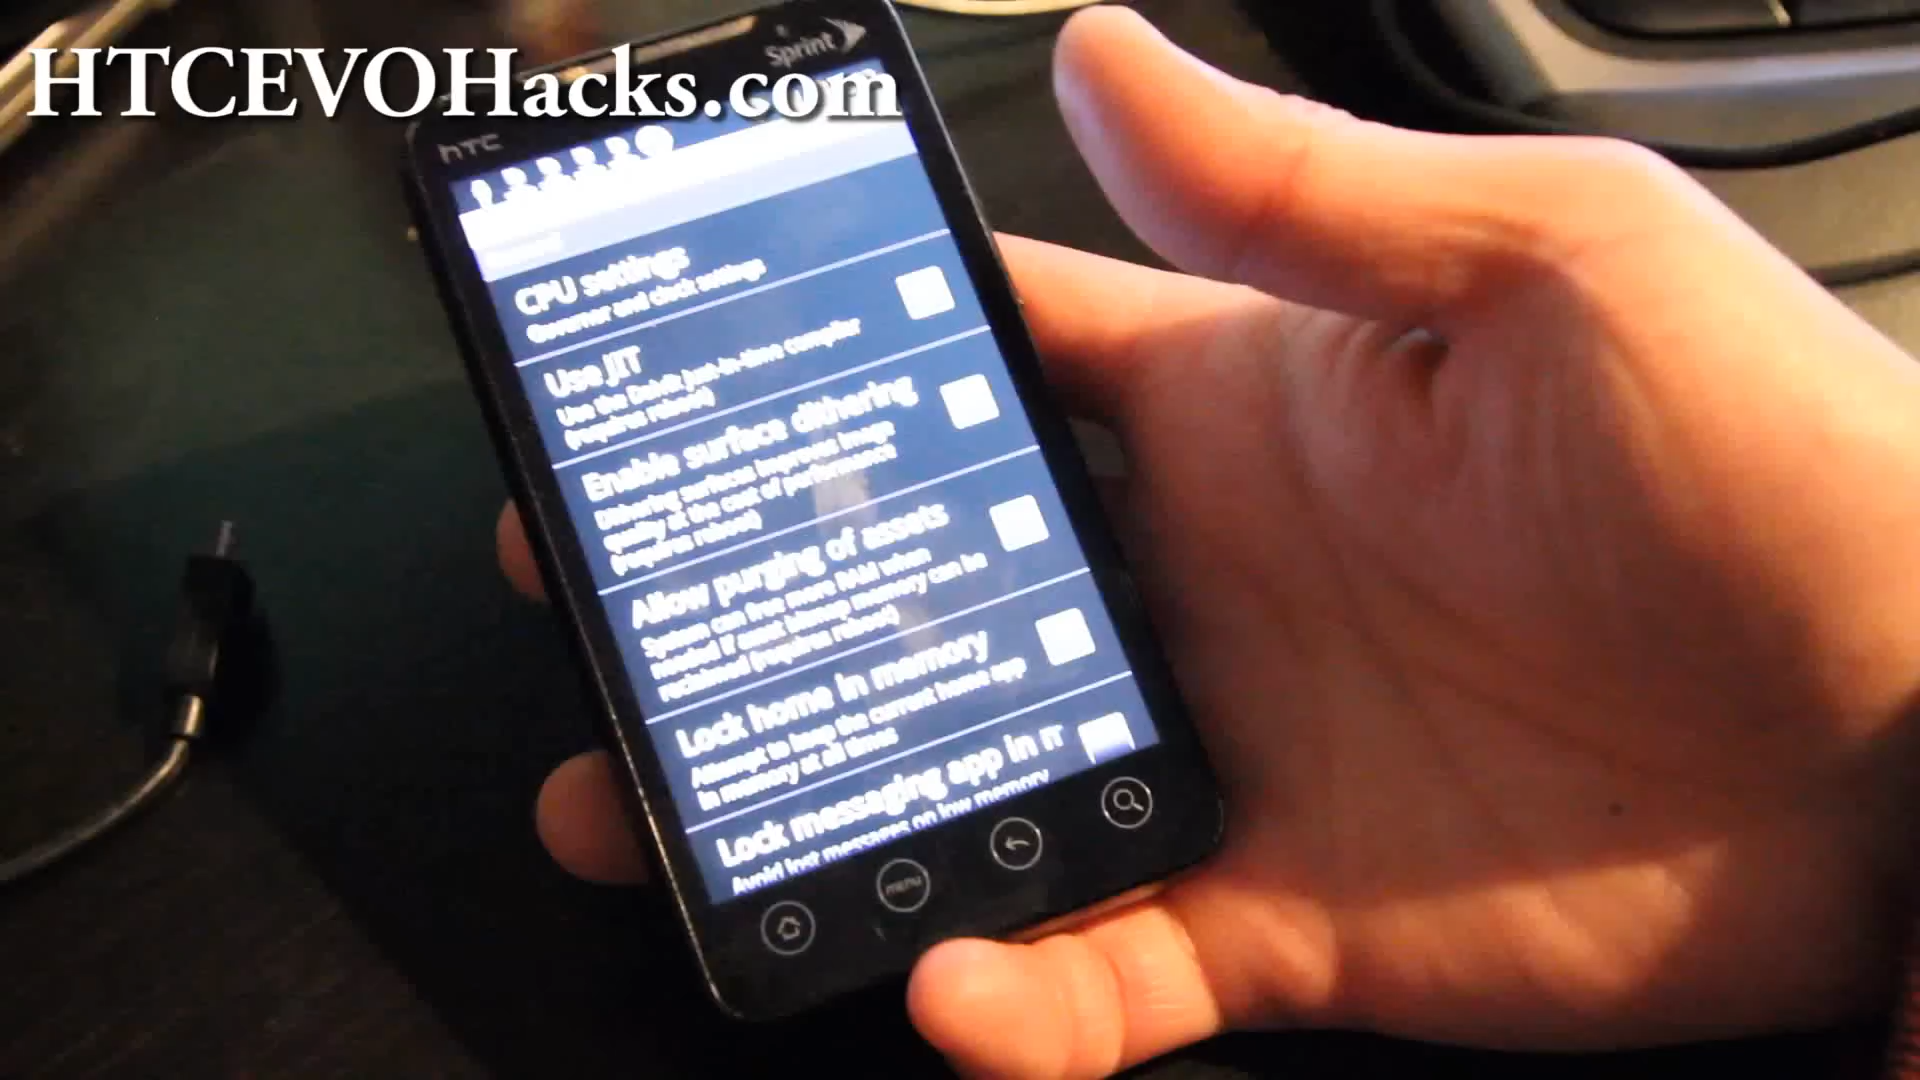 HTCEVOHacks.com
Sprint
hTC
CPU settings
Governor and clock settings
Use JIT
Use the Dalvik just-in-time compiler
(requires reboot)
Enable surface dithering
Dithering surfaces improves image
quality at the cost of performance
(requires reboot)
Allow purging of assets
System can free more RAM when
needed if asset bitmap memory can be
reclaimed (requires reboot)
Lock home in memory
Attempt to keep the current home app
in memory at all times
Lock messaging app in
Avoid lost messages on low memory
menu